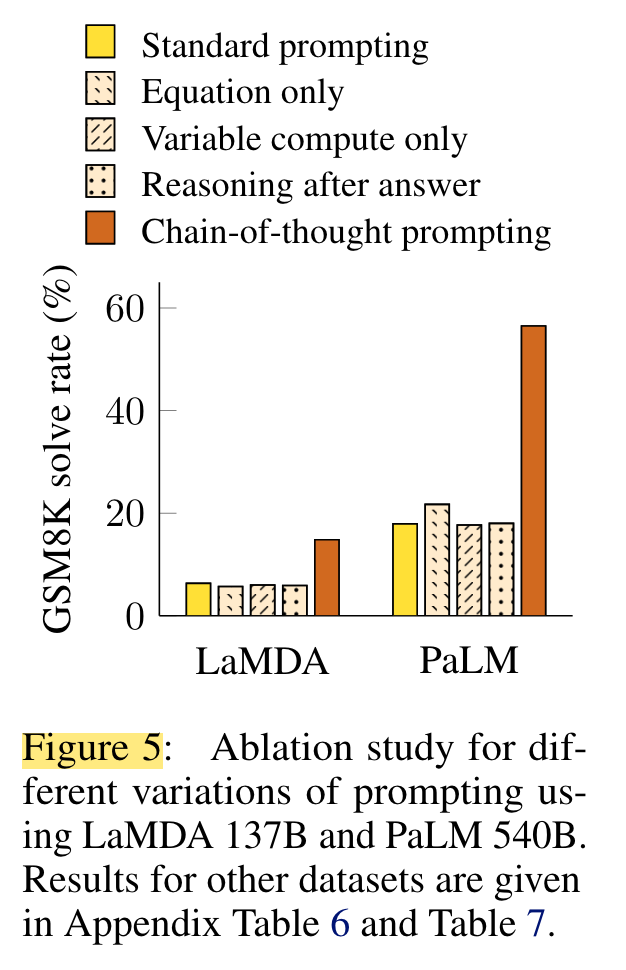 Standard prompting
Equation only
Variable compute only
Reasoning after answer
Chain-of-thought prompting
GSM8K solve rate (%)
60
40
20
0
LaMDA
PaLM
Figure 5: Ablation study for dif-
ferent variations of prompting us-
ing LaMDA 137B and PaLM 540B.
Results for other datasets are given
in Appendix Table 6 and Table 7.